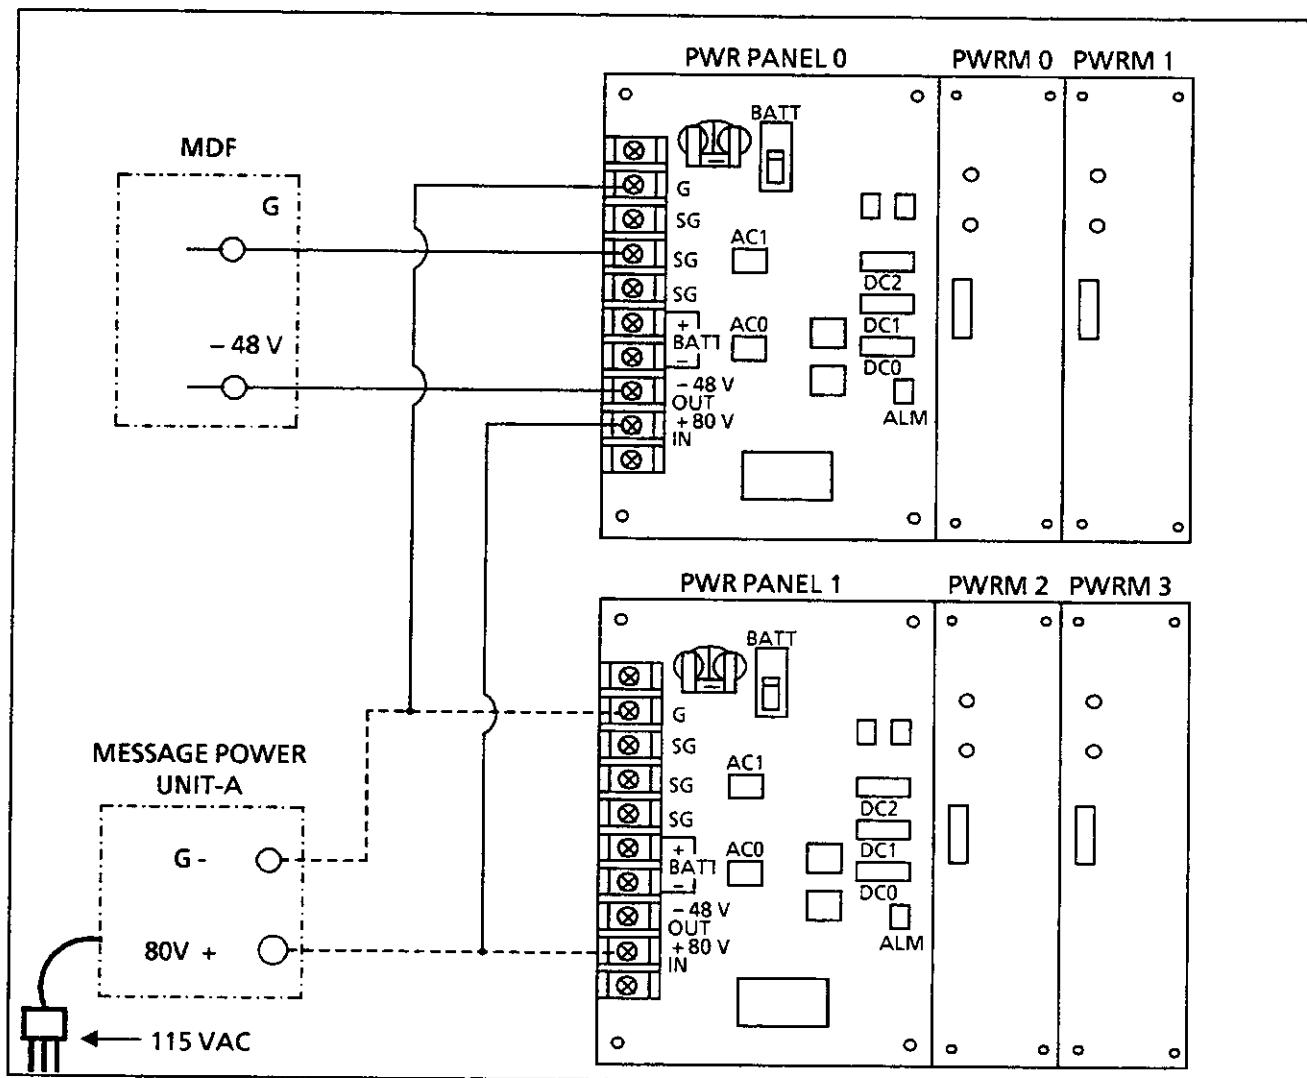 PWR PANEL 0 PWRM 0 PWRM 1
MDF
G
– 48 V
BATT
G
SG
SG
SG
+
BATT
–
– 48 V
OUT
+ 80 V
IN
AC1
AC0
DC2
DC1
DC0
ALM
PWR PANEL 1 PWRM 2 PWRM 3
BATT
G
SG
SG
SG
+
BATT
–
– 48 V
OUT
+ 80 V
IN
AC1
AC0
DC2
DC1
DC0
ALM
MESSAGE POWER
UNIT-A
G -
80V +
115 VAC